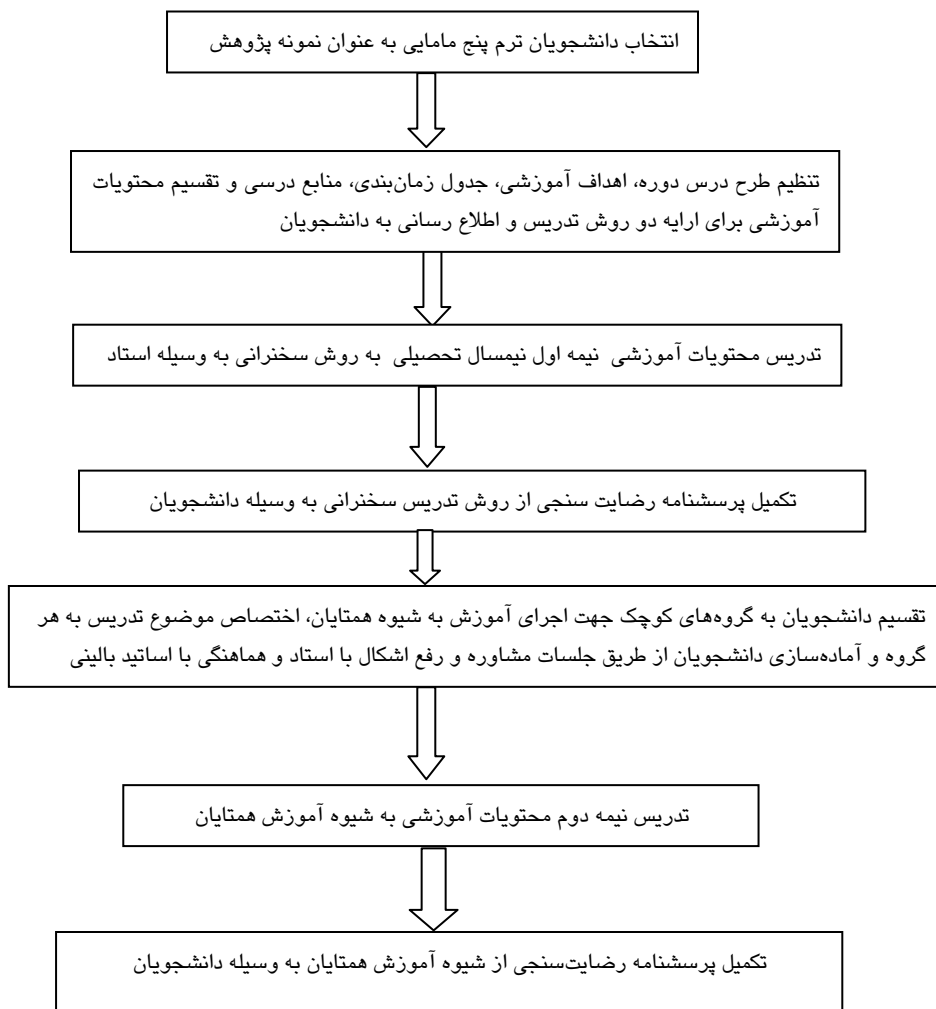 انتخاب دانشجویان ترم پنج مامایی به عنوان نمونه پژوهش
تنظیم طرح درس دوره، اهداف آموزشی، جدول زمان‌بندی، منابع درسی و تقسیم محتویات
آموزشی برای ارایه دو روش تدریس و اطلاع رسانی به دانشجویان
تدریس محتویات آموزشی نیمه اول نیمسال تحصیلی به روش سخنرانی به وسیله استاد
تکمیل پرسشنامه رضایت سنجی از روش تدریس سخنرانی به وسیله دانشجویان
تقسیم دانشجویان به گروه‌های کوچک جهت اجرای آموزش به شیوه همتایان، اختصاص موضوع تدریس به هر
گروه و آماده‌سازی دانشجویان از طریق جلسات مشاوره و رفع اشکال با استاد و هماهنگی با اساتید بالینی
تدریس نیمه دوم محتویات آموزشی به شیوه آموزش همتایان
تکمیل پرسشنامه رضایت‌سنجی از شیوه آموزش همتایان به وسیله دانشجویان